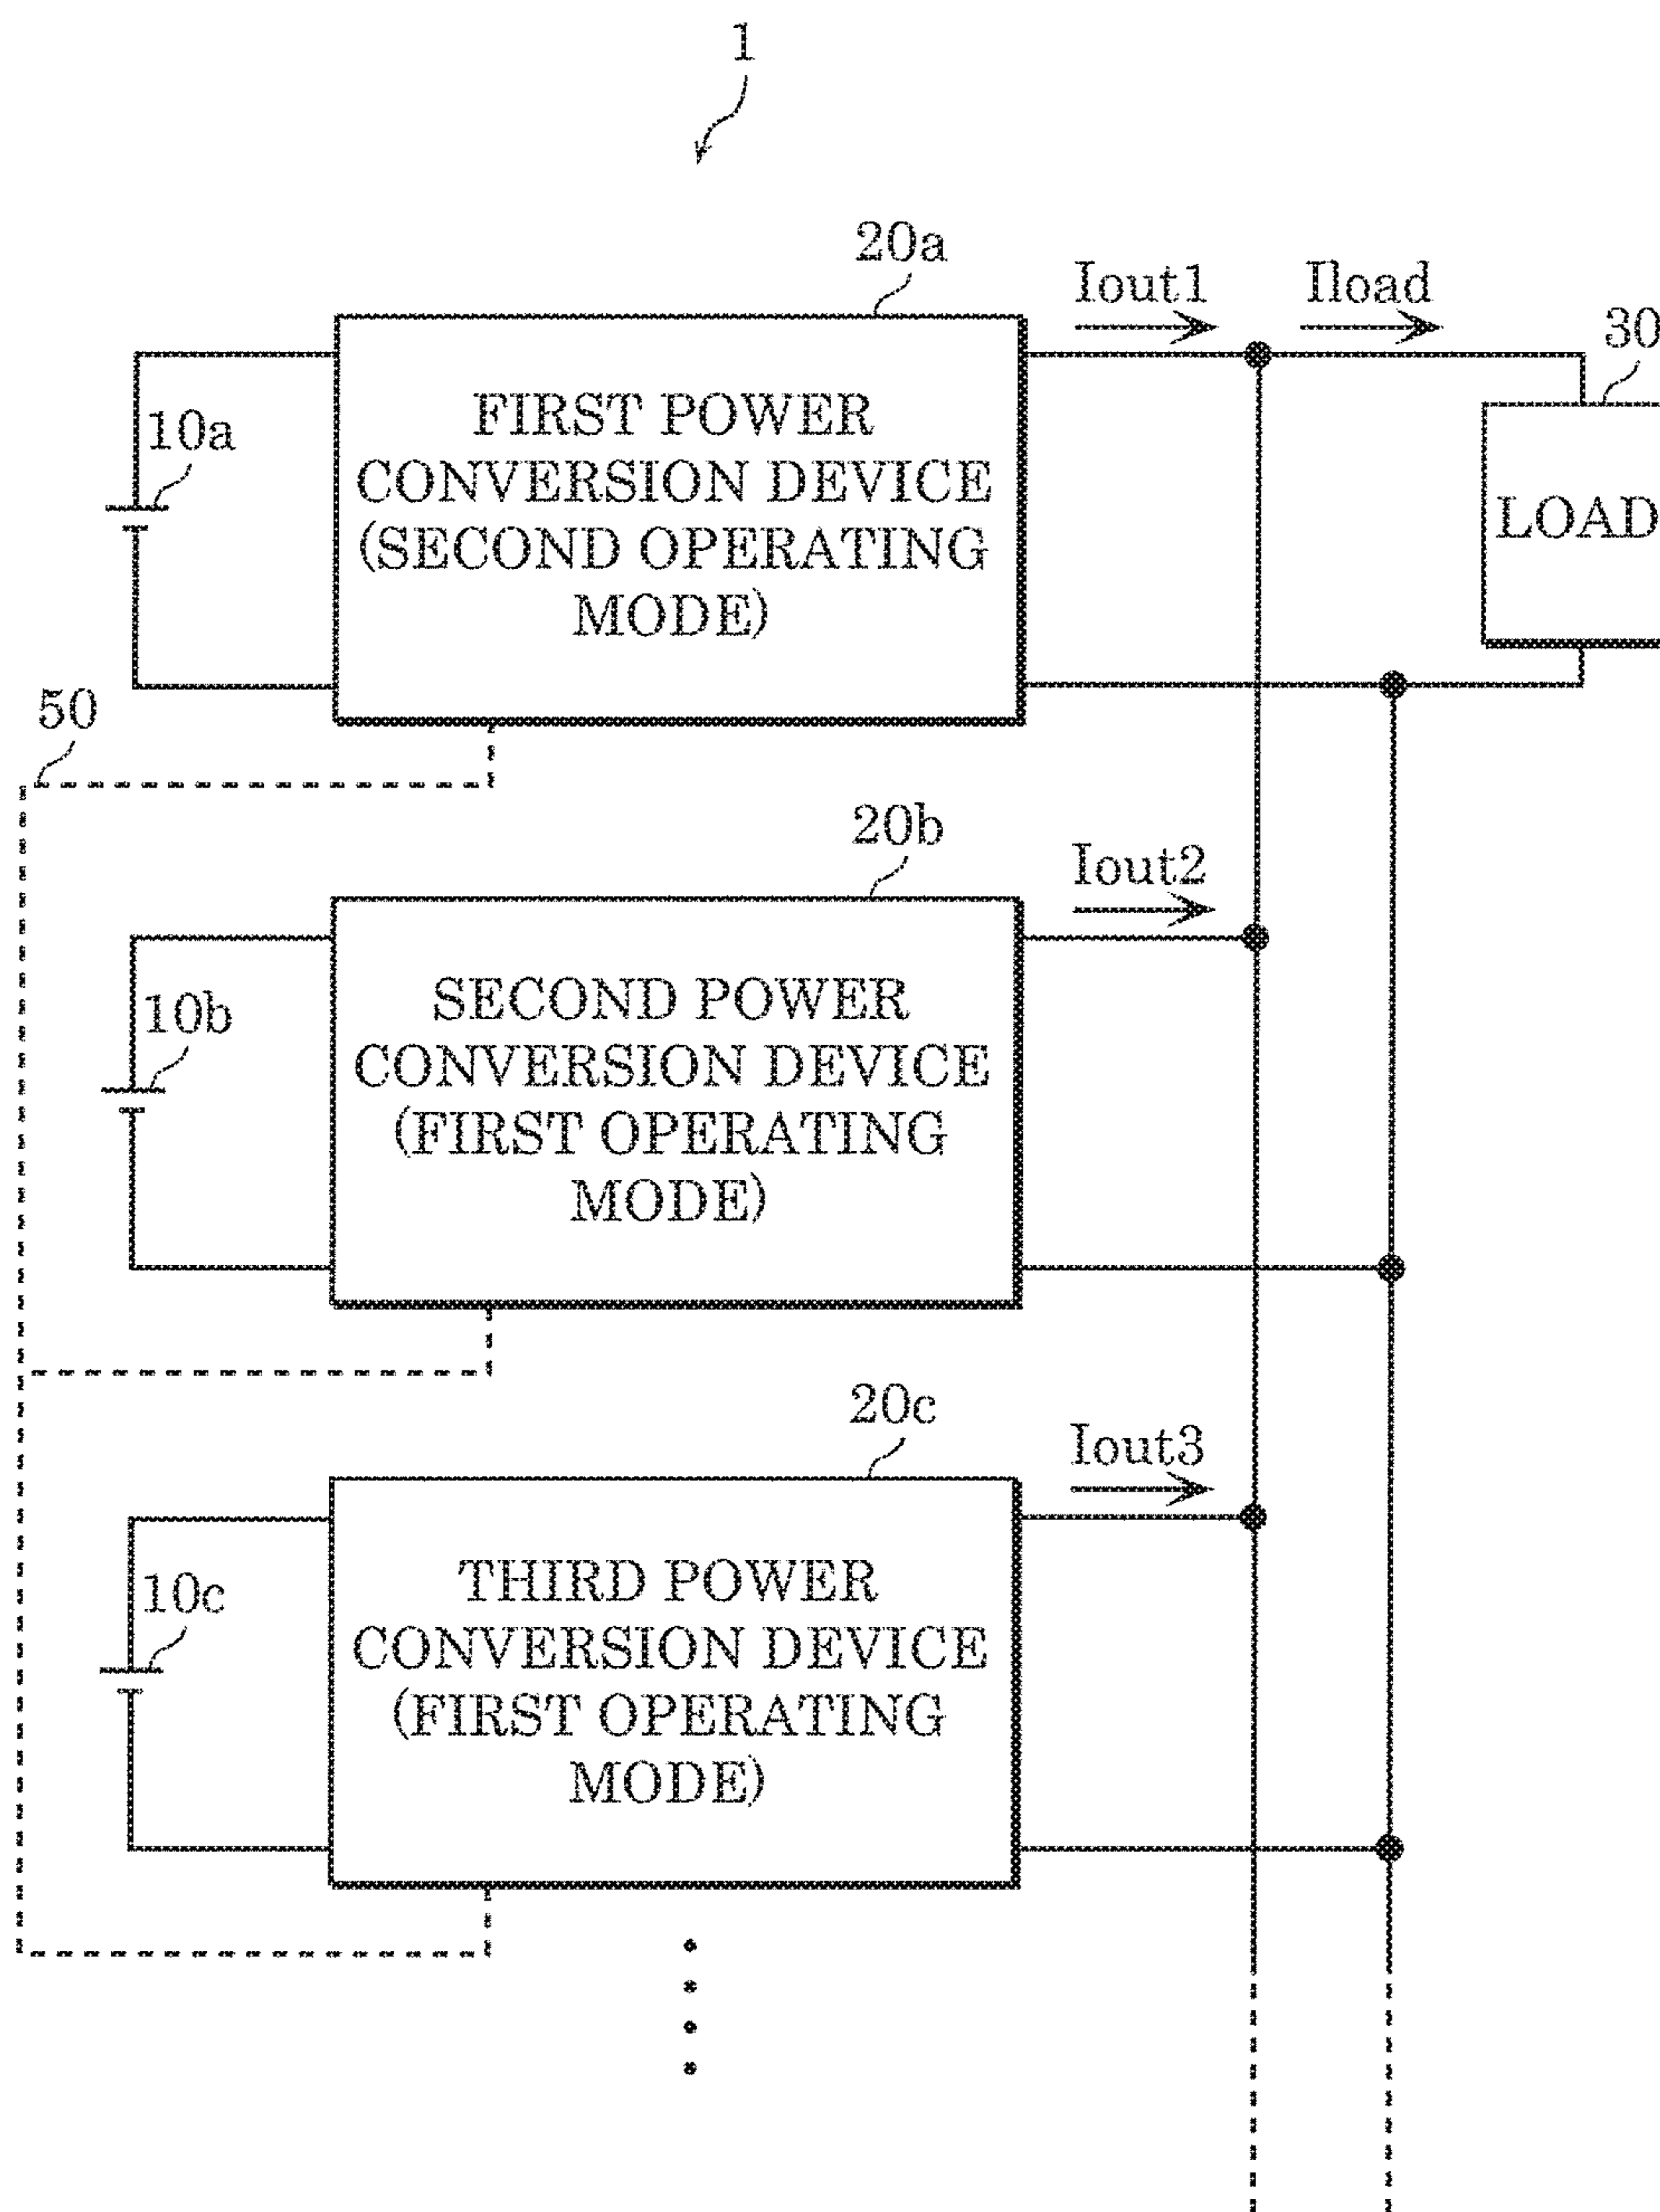 1
20a
Iout1
Iload
30
10a
FIRST POWER
CONVERSION DEVICE
(SECOND OPERATING
MODE)
LOAD
50
20b
Iout2
10b
SECOND POWER
CONVERSION DEVICE
(FIRST OPERATING
MODE)
20c
Iout3
10c
THIRD POWER
CONVERSION DEVICE
(FIRST OPERATING
MODE)